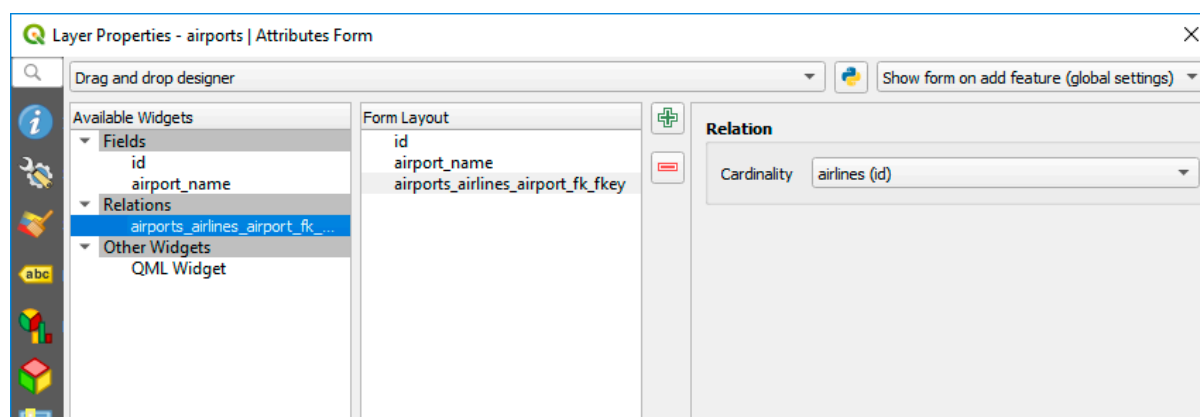 Layer Properties - airports | Attributes Form
Drag and drop designer
Show form on add feature (global settings)
Available Widgets
Fields
id
airport_name
Relations
airports_airlines_airport_fk_...
Other Widgets
QML Widget
Form Layout
id
airport_name
airports_airlines_airport_fk_fkey
Relation
Cardinality airlines (id)
i
abc